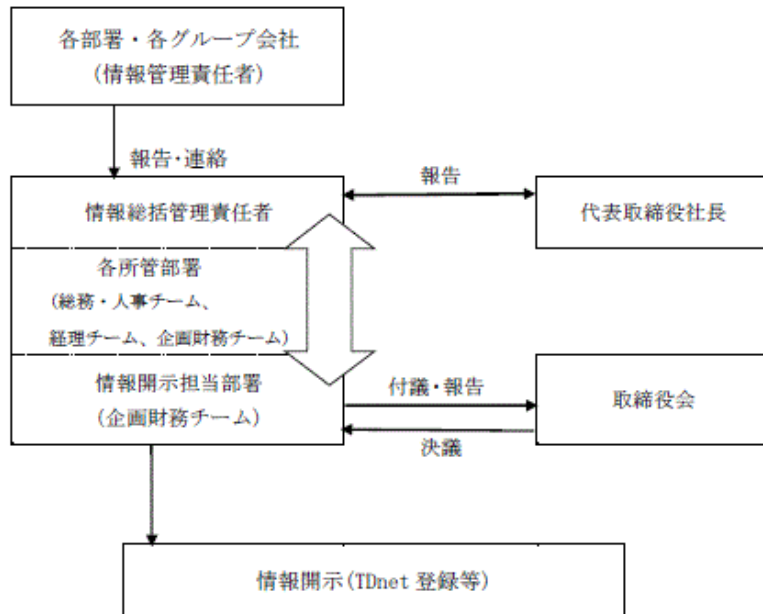 各部署・各グループ会社
(情報管理責任者)
報告・連絡
情報総括管理責任者
報告
代表取締役社長
各所管部署
(総務・人事チーム、
経理チーム、企画財務チーム)
情報開示担当部署
(企画財務チーム)
付議・報告
取締役会
決議
情報開示(TDnet 登録等)